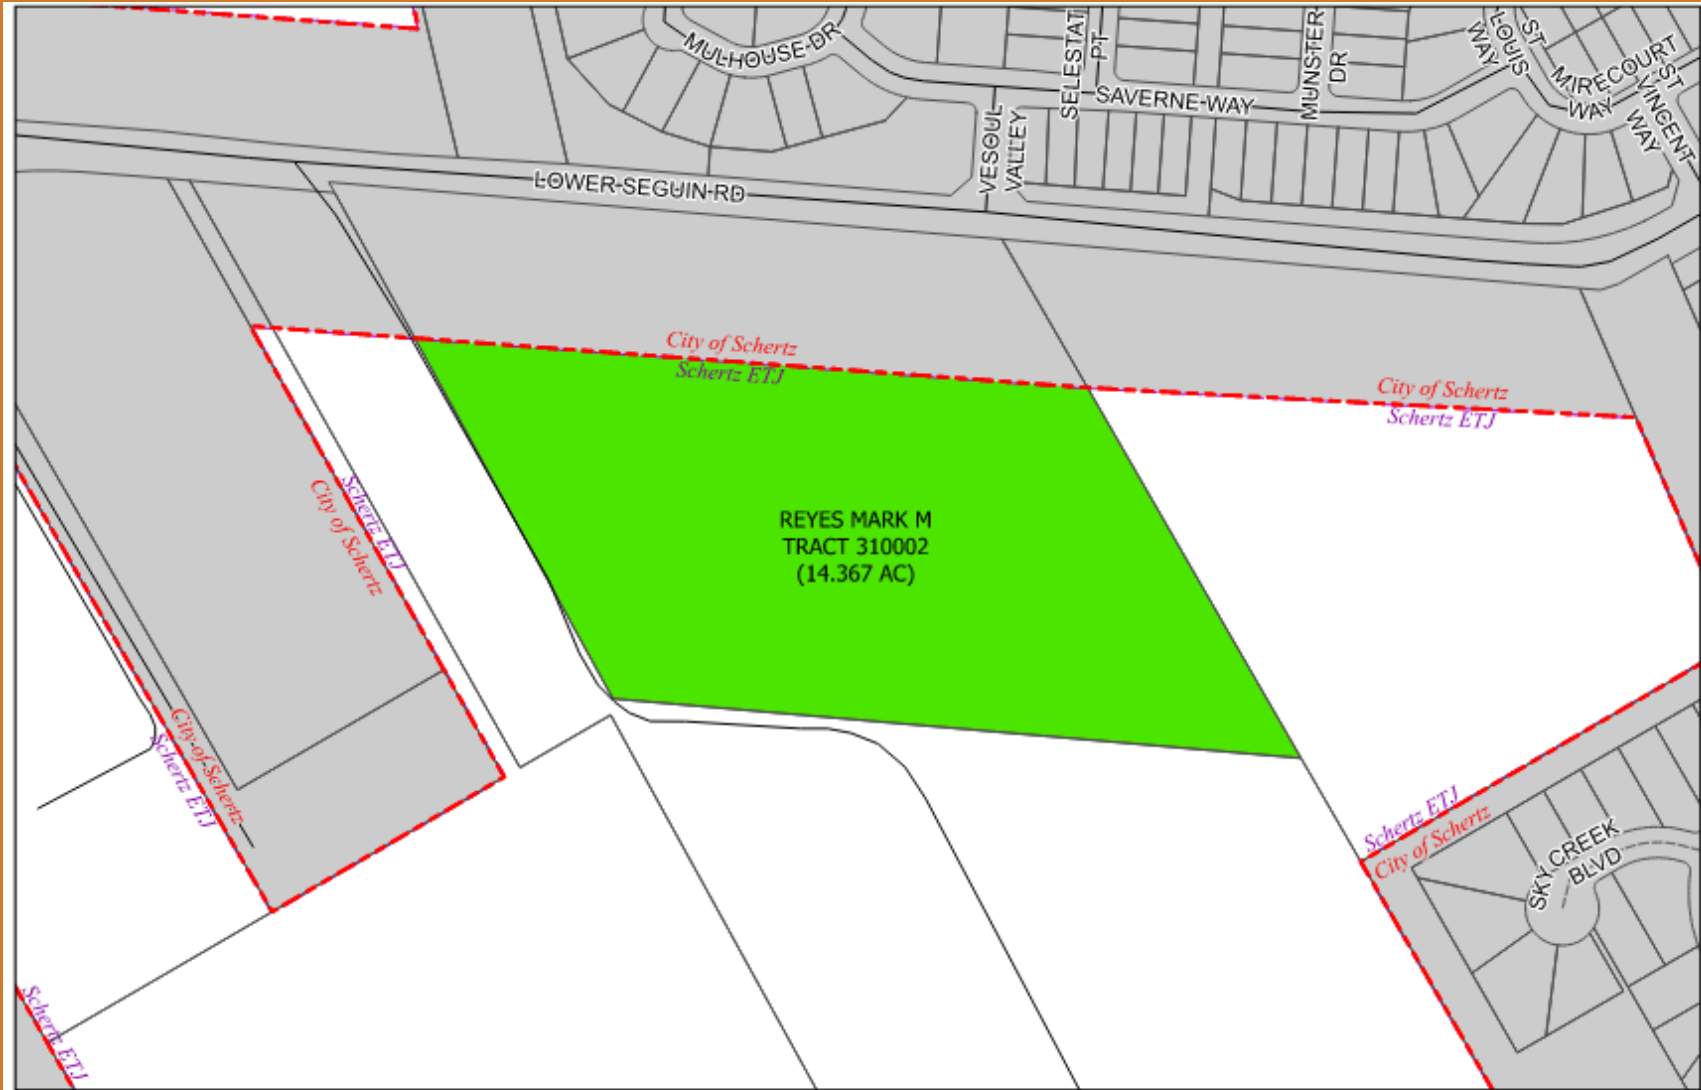 MULHOUSE DR
SELESTAT
PT
MUNSTER
DR
ST
LOUIS
WAY
MIRECOURT
WAY
ST
VINCENT
WAY
SAVERNE WAY
VESOUL
VALLEY
LOWER SEGUIN RD
City of Schertz
Schertz ETJ
City of Schertz
Schertz ETJ
Schertz ETJ
City of Schertz
REYES MARK M
TRACT 310002
(14.367 AC)
City of Schertz
Schertz ETJ
Schertz ETJ
City of Schertz
SKY CREEK
BLVD
Schertz ETJ